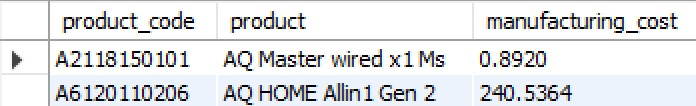 product_code product manufacturing_cost
A2118150101 AQ Master wired x1 Ms 0.8920
A6120110206 AQ HOME Allin1 Gen 2 240.5364